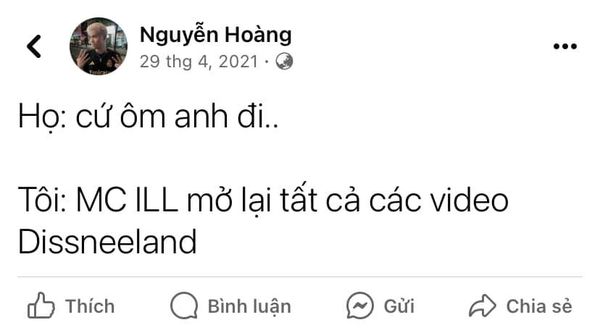 Nguyễn Hoàng
29 thg 4, 2021
Họ: cứ ôm anh đi..
Tôi: MC ILL mở lại tất cả các video
Dissneeland
Thích Bình luận Gửi Chia sẻ